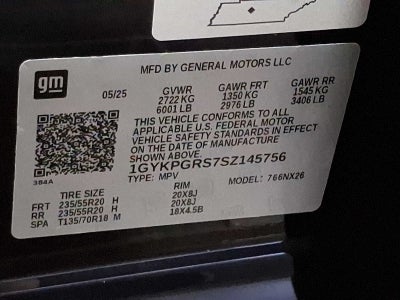 gm
MFD BY GENERAL MOTORS LLC
05/25 GVWR GAWR FRT GAWR RR
2722 KG 1350 KG 1545 KG
6001 LB 2976 LB 3406 LB
THIS VEHICLE CONFORMS TO ALL
APPLICABLE U.S. FEDERAL MOTOR
VEHICLE SAFETY STANDARDS IN EFFECT
ON THE DATE OF MANUFACTURE
SHOWN ABOVE.
1GYKPGRS7SZ145756
384A
TYPE: MPV MODEL: 766NX26
TIRE SIZE RIM
FRT 235/55R20 H 20X8J
RR 235/55R20 H 20X8J
SPA T135/70R18 M 18X4.5B